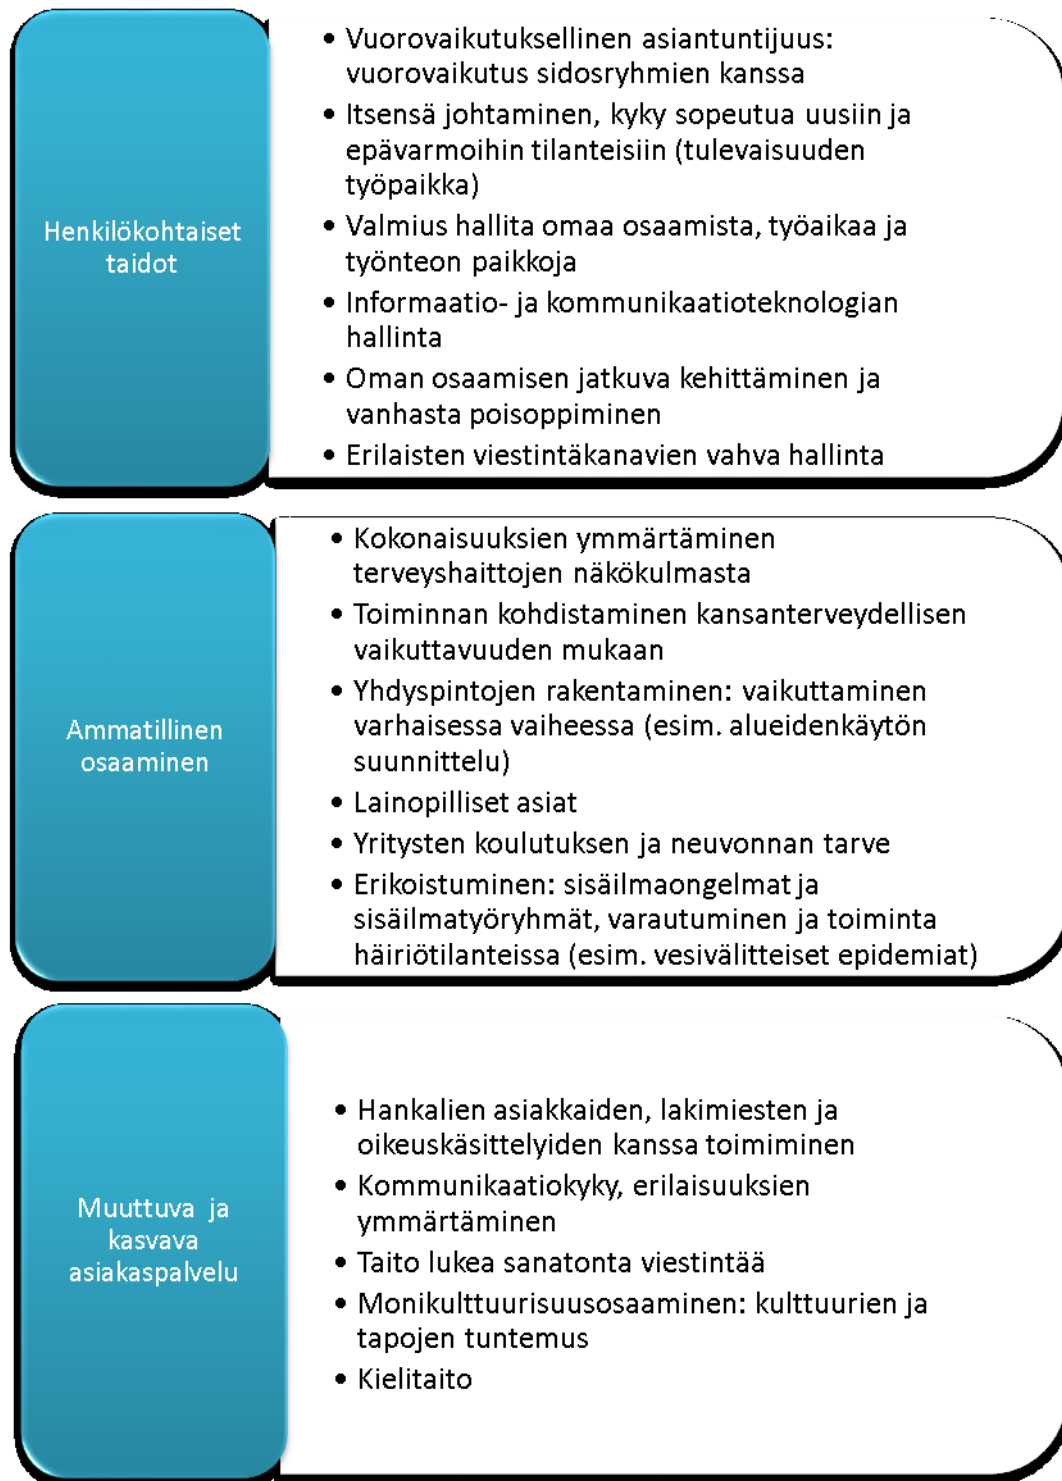 Henkilökohtaiset
taidot
• Vuorovaikutuksellinen asiantuntijuus:
vuorovaikutus sidosryhmien kanssa
• Itsensä johtaminen, kyky sopeutua uusiin ja
epävarmoihin tilanteisiin (tulevaisuuden
työpaikka)
• Valmius hallita omaa osaamista, työaikaa ja
työnteon paikkoja
• Informaatio- ja kommunikaatioteknologian
hallinta
• Oman osaamisen jatkuva kehittäminen ja
vanhasta poisoppiminen
• Erilaisten viestintäkanavien vahva hallinta
Ammatillinen
osaaminen
• Kokonaisuuksien ymmärtäminen
terveyshaittojen näkökulmasta
• Toiminnan kohdistaminen kansanterveydellisen
vaikuttavuuden mukaan
• Yhdyspintojen rakentaminen: vaikuttaminen
varhaisessa vaiheessa (esim. alueidenkäytön
suunnittelu)
• Lainopilliset asiat
• Yritysten koulutuksen ja neuvonnan tarve
• Erikoistuminen: sisäilmaongelmat ja
sisäilmatyöryhmät, varautuminen ja toiminta
häiriötilanteissa (esim. vesivälitteiset epidemiat)
Muuttuva ja
kasvava
asiakaspalvelu
• Hankalien asiakkaiden, lakimiesten ja
oikeuskäsittelyiden kanssa toimiminen
• Kommunikaatiokyky, erilaisuuksien
ymmärtäminen
• Taito lukea sanatonta viestintää
• Monikulttuurisuusosaaminen: kulttuurien ja
tapojen tuntemus
• Kielitaito